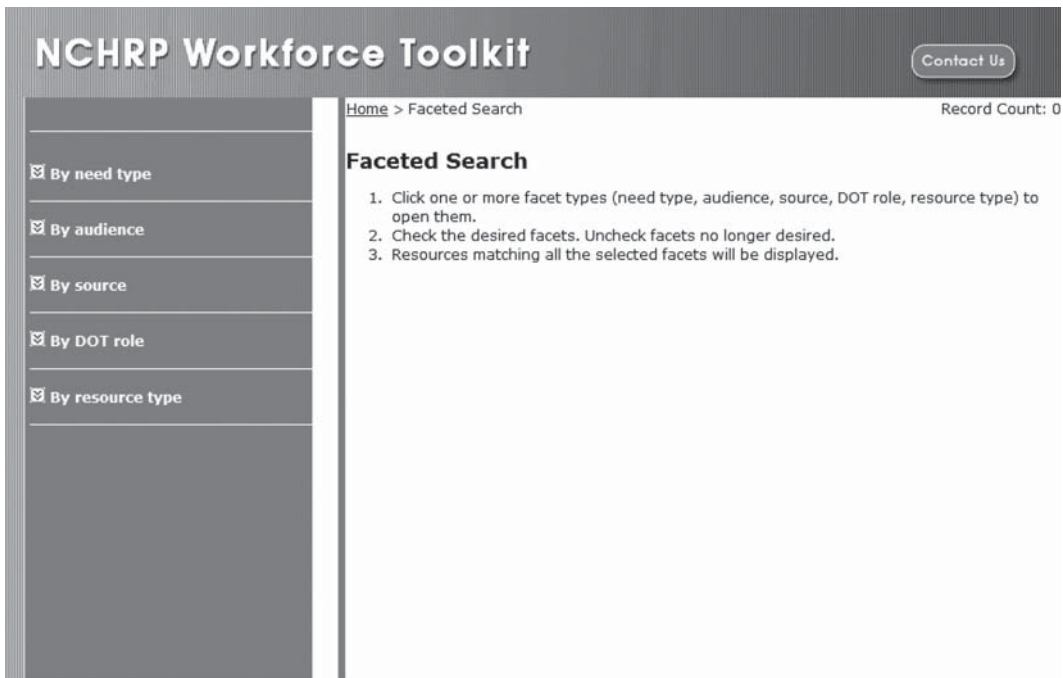 NCHRP Workforce Toolkit
Contact Us
By need type
By audience
By source
By DOT role
By resource type
Home > Faceted Search
Record Count: 0
Faceted Search
1. Click one or more facet types (need type, audience, source, DOT role, resource type) to
open them.
2. Check the desired facets. Uncheck facets no longer desired.
3. Resources matching all the selected facets will be displayed.